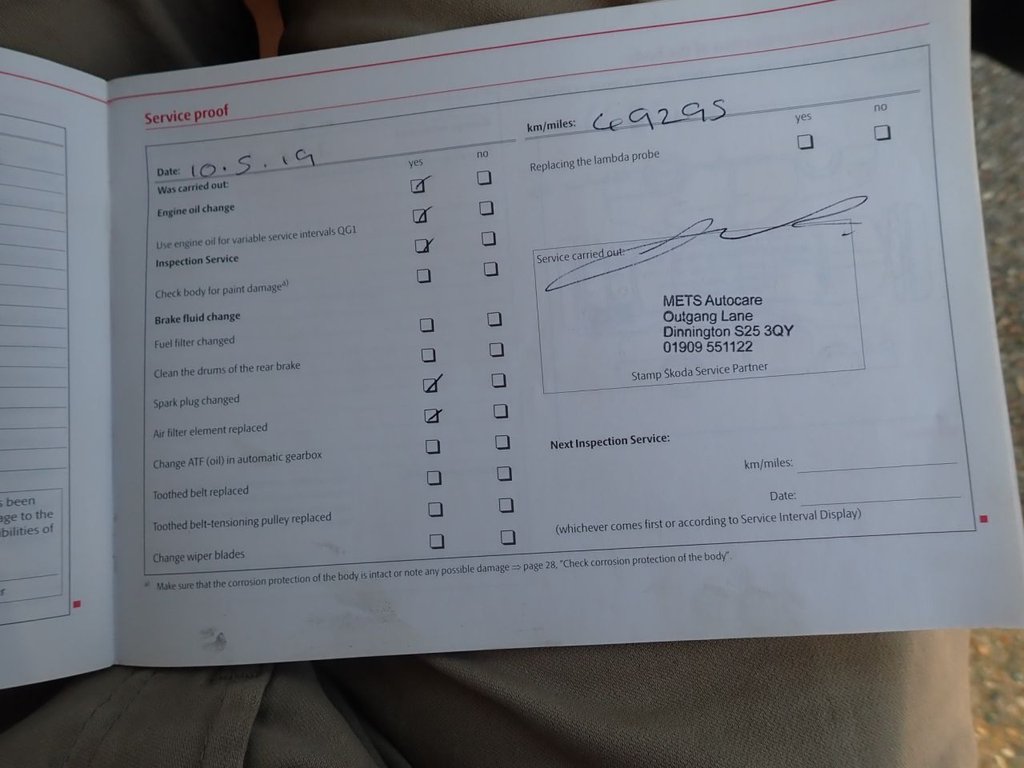 Service proof
Date: 10.5.19
km/miles: 69295
yes no
yes no
Was carried out:
Replacing the lambda probe
Engine oil change
Use engine oil for variable service intervals QG1
Inspection Service
Check body for paint damage a)
Brake fluid change
Fuel filter changed
Clean the drums of the rear brake
Spark plug changed
Air filter element replaced
Change ATF (oil) in automatic gearbox
Toothed belt replaced
Toothed belt-tensioning pulley replaced
Change wiper blades
Service carried out:
METS Autocare
Outgang Lane
Dinnington S25 3QY
01909 551122
Stamp Škoda Service Partner
Next Inspection Service:
km/miles:
Date:
(whichever comes first or according to Service Interval Display)
a) Make sure that the corrosion protection of the body is intact or note any possible damage ⇒ page 28, "Check corrosion protection of the body".
been
age to the
bilities of